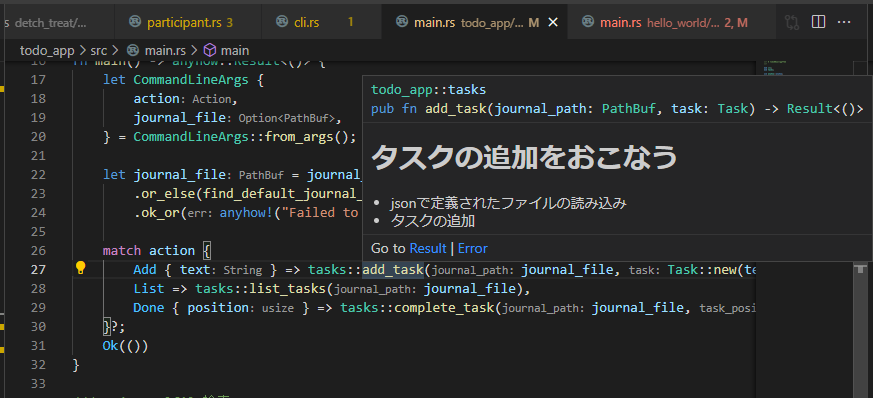 detch_treat/...
participant.rs 3
cli.rs 1
main.rs todo_app/... M
main.rs hello_world/... 2, M
todo_app > src > main.rs > main
16 fn main() -> anyhow::Result<()> {
17 let CommandLineArgs {
18 action: Action,
19 journal_file: Option<PathBuf>,
20 } = CommandLineArgs::from_args();
21
22 let journal_file: PathBuf = journal_
23 .or_else(find_default_journal_
24 .ok_or(err: anyhow!("Failed to
25
26 match action {
27 Add { text: String } => tasks::add_task(journal_path: journal_file, task: Task::new(te
28 List => tasks::list_tasks(journal_path: journal_file),
29 Done { position: usize } => tasks::complete_task(journal_path: journal_file, task_posi
30 }?;
31 Ok(())
32 }
33
todo_app::tasks
pub fn add_task(journal_path: PathBuf, task: Task) -> Result<()>
タスクの追加をおこなう
• jsonで定義されたファイルの読み込み
• タスクの追加
Go to Result | Error